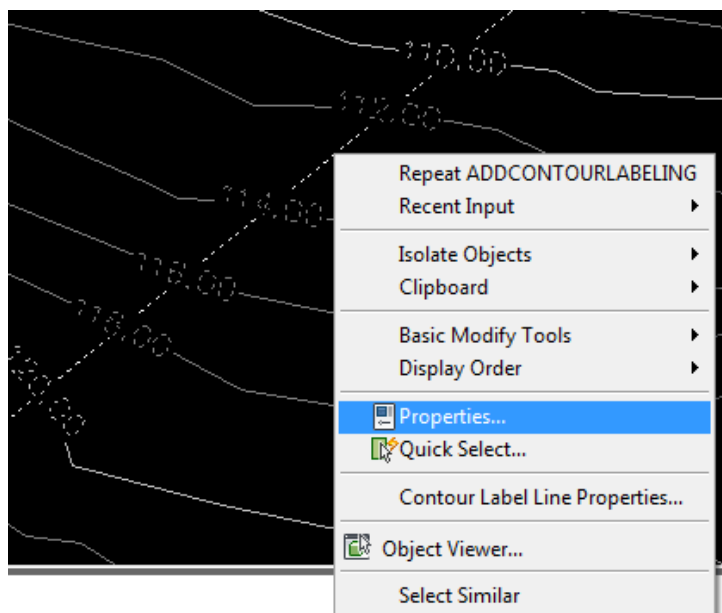 110.00
112.00
114.00
116.00
118.00
Repeat ADDCONTOURLABELING
Recent Input
Isolate Objects
Clipboard
Basic Modify Tools
Display Order
Properties...
Quick Select...
Contour Label Line Properties...
Object Viewer...
Select Similar